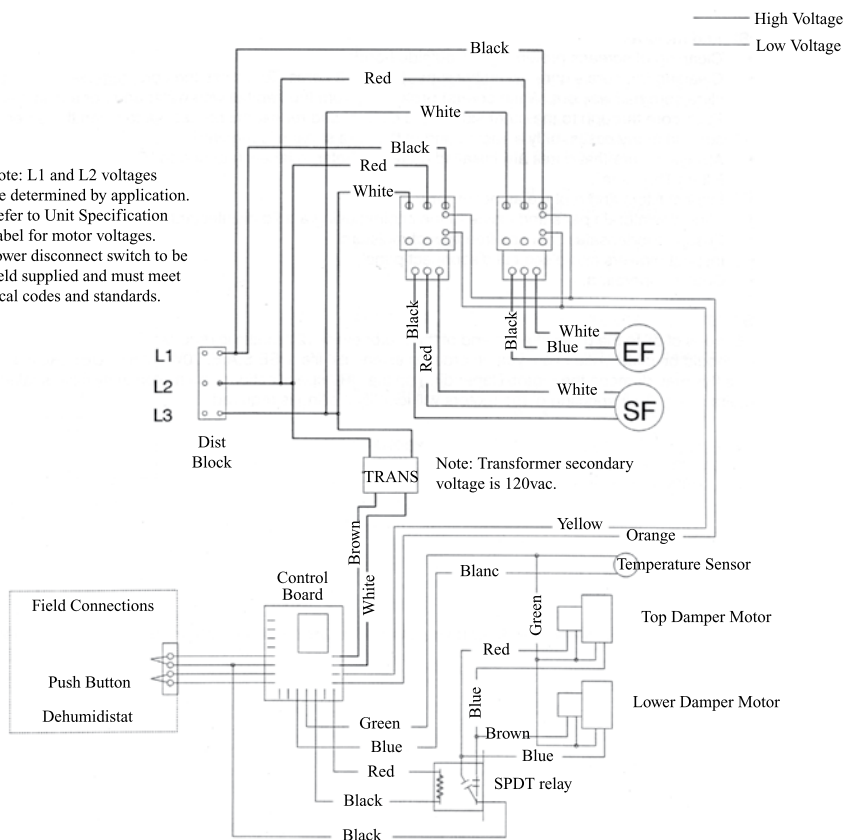 High Voltage
Low Voltage
Black
Red
White
Black
Red
White
ote: L1 and L2 voltages
e determined by application.
efer to Unit Specification
abel for motor voltages.
ower disconnect switch to be
eld supplied and must meet
cal codes and standards.
Black
Red
Black
White
Blue
EF
White
SF
L1
L2
L3
Dist
Block
TRANS
Note: Transformer secondary
voltage is 120vac.
Brown
White
Yellow
Orange
Temperature Sensor
Blanc
Control
Board
Field Connections
Push Button
Dehumidistat
Green
Top Damper Motor
Red
Blue
Lower Damper Motor
Brown
Blue
Green
Blue
Red
SPDT relay
Black
Black